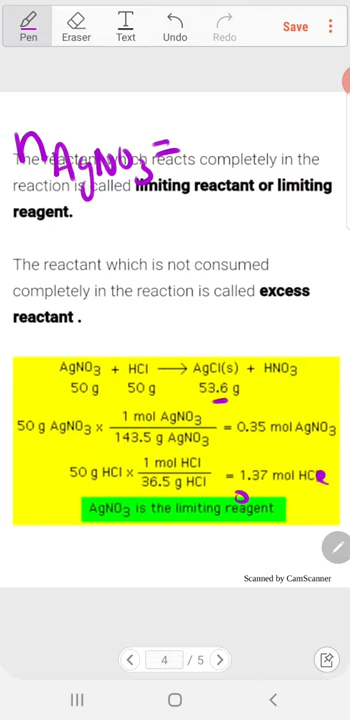 Pen Eraser Text Undo Redo Save
n AgNO3 =
The reactant which reacts completely in the
reaction is called limiting reactant or limiting
reagent.
The reactant which is not consumed
completely in the reaction is called excess
reactant .
AgNO3 + HCl → AgCl(s) + HNO3
50 g 50 g 53.6 g
50 g AgNO3 x 1 mol AgNO3 / 143.5 g AgNO3 = 0.35 mol AgNO3
50 g HCl x 1 mol HCl / 36.5 g HCl = 1.37 mol HCl
AgNO3 is the limiting reagent
Scanned by CamScanner
4 / 5